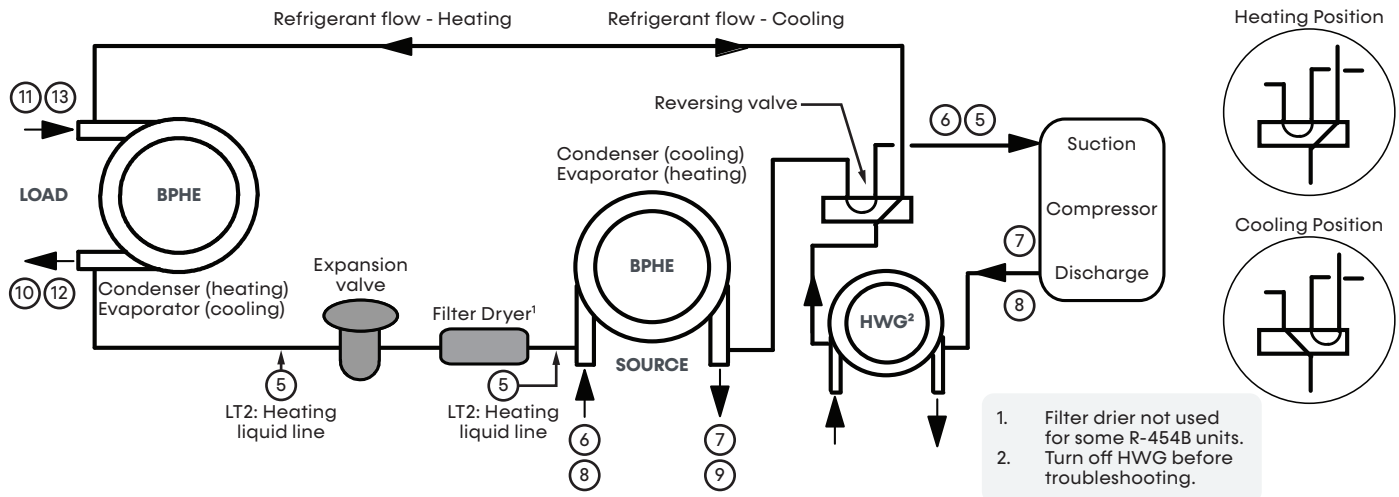 Refrigerant flow - Heating
Refrigerant flow - Cooling
Heating Position
11 13
Reversing valve
6 5
Condenser (cooling)
Evaporator (heating)
Suction
LOAD
BPHE
Compressor
Cooling Position
7
Expansion
valve
BPHE
Discharge
10 12
Condenser (heating)
Evaporator (cooling)
8
Filter Dryer¹
HWG²
SOURCE
5
LT2: Heating
liquid line
5
LT2: Heating
liquid line
6
8
7
9
1. Filter drier not used
for some R-454B units.
2. Turn off HWG before
troubleshooting.